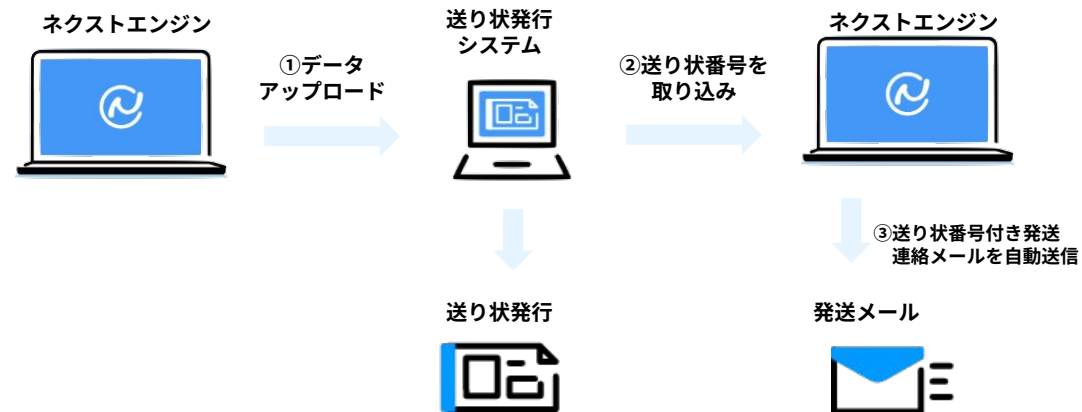 ネクストエンジン
①データ
アップロード
送り状発行
システム
②送り状番号を
取り込み
ネクストエンジン
③送り状番号付き発送
連絡メールを自動送信
送り状発行
発送メール